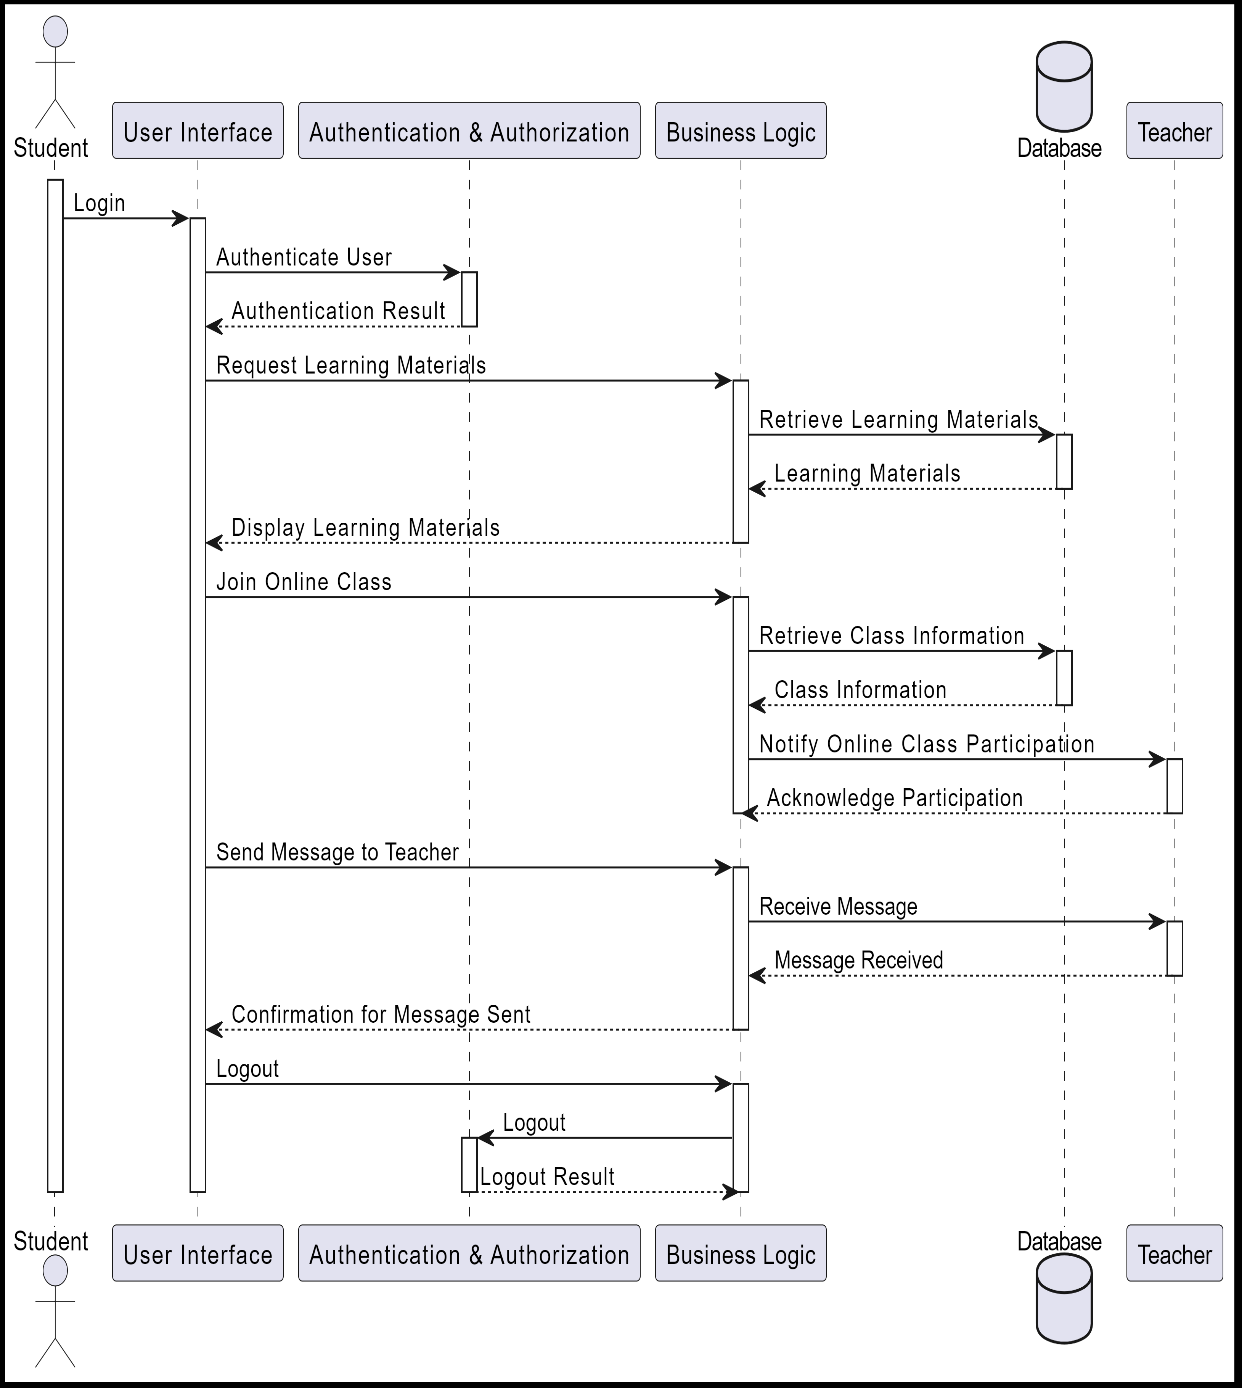 Student
User Interface
Authentication & Authorization
Business Logic
Database
Teacher
Login
Authenticate User
Authentication Result
Request Learning Materials
Retrieve Learning Materials
Learning Materials
Display Learning Materials
Join Online Class
Retrieve Class Information
Class Information
Notify Online Class Participation
Acknowledge Participation
Send Message to Teacher
Receive Message
Message Received
Confirmation for Message Sent
Logout
Logout
Logout Result
Student
User Interface
Authentication & Authorization
Business Logic
Database
Teacher